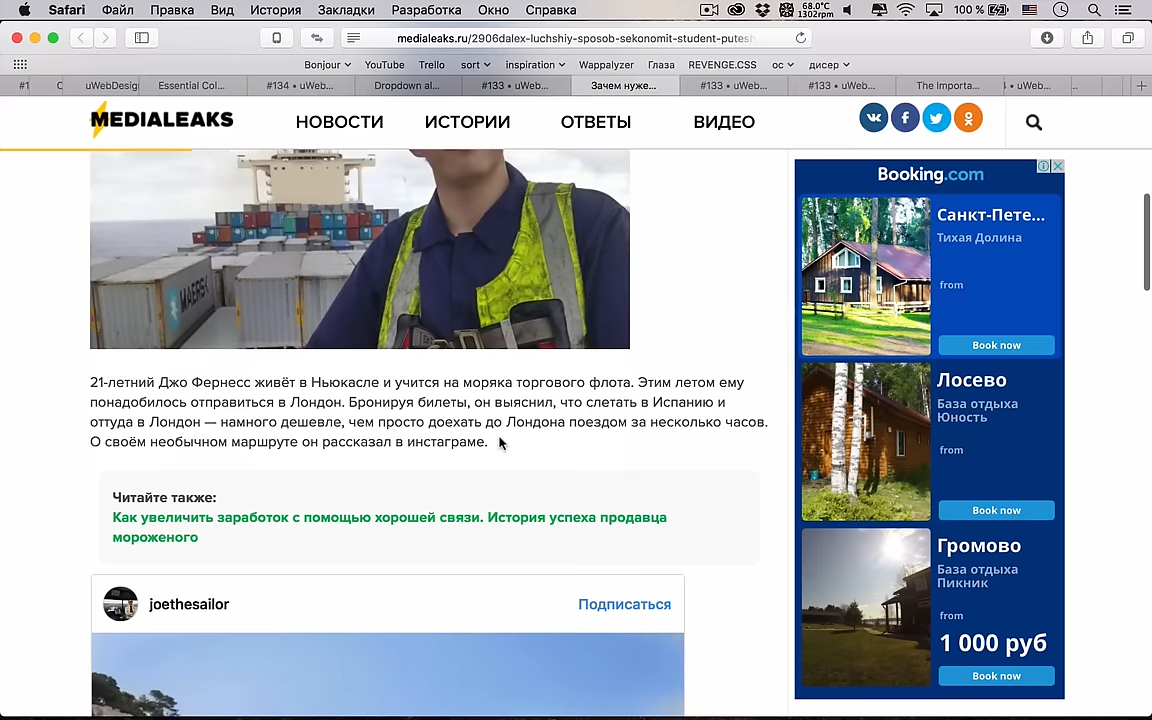 Safari Файл Правка Вид История Закладки Разработка Окно Справка 68.0°C 1302rpm 100 %
medialeaks.ru/2906dalex-luchshiy-sposob-sekonomit-student-putesh
Bonjour YouTube Trello sort inspiration Wappalyzer Глаза REVENGE.CSS ос дисер
#1 C uWebDesig Essential Col... #134 • uWeb... Dropdown al... #133 • uWeb... Зачем нуже... #133 • uWeb... #133 • uWeb... The Importa... • uWeb... ...
MEDIALEAKS НОВОСТИ ИСТОРИИ ОТВЕТЫ ВИДЕО
MAERSK
21-летний Джо Фернесс живёт в Ньюкасле и учится на моряка торгового флота. Этим летом ему
понадобилось отправиться в Лондон. Бронируя билеты, он выяснил, что слетать в Испанию и
оттуда в Лондон — намного дешевле, чем просто доехать до Лондона поездом за несколько часов.
О своём необычном маршруте он рассказал в инстаграме.
Читайте также:
Как увеличить заработок с помощью хорошей связи. История успеха продавца
мороженого
joethesailor Подписаться
Booking.com
Санкт-Пете...
Тихая Долина
from
Book now
Лосево
База отдыха
Юность
from
Book now
Громово
База отдыха
Пикник
from
1 000 руб
Book now